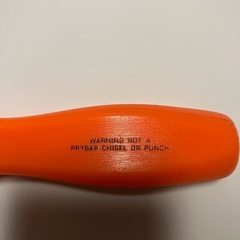 WARNING NOT A
PRYBAR CHISEL OR PUNCH